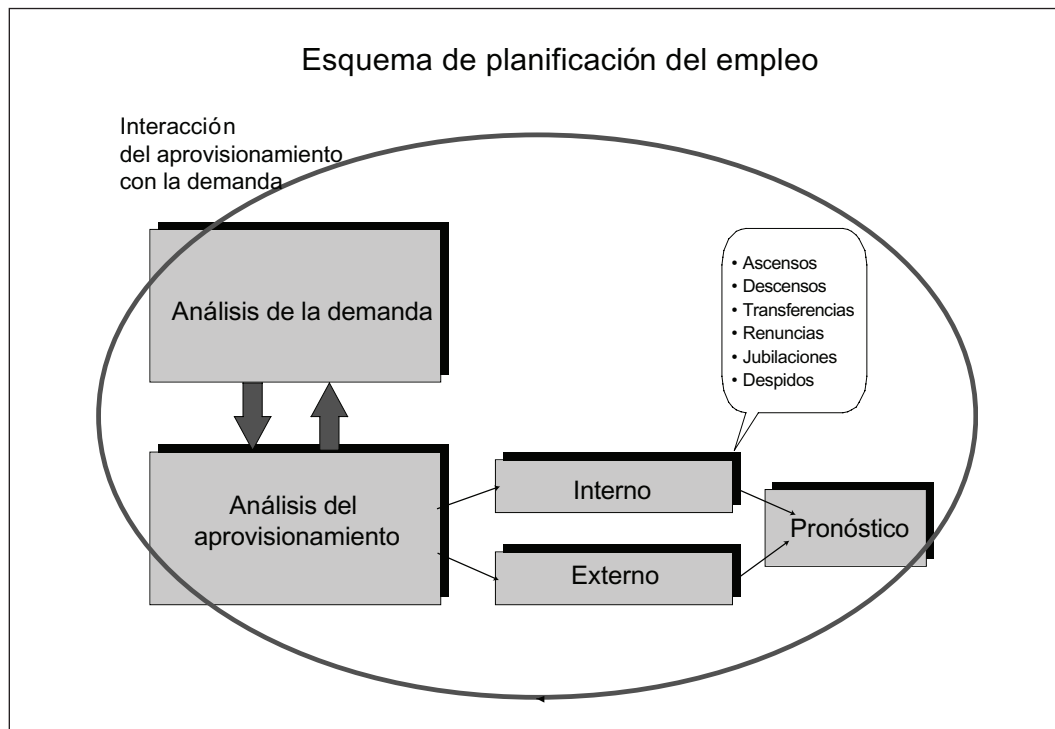 Esquema de planificación del empleo
Interacción
del aprovisionamiento
con la demanda
Análisis de la demanda
• Ascensos
• Descensos
• Transferencias
• Renuncias
• Jubilaciones
• Despidos
Análisis del
aprovisionamiento
Interno
Externo
Pronóstico